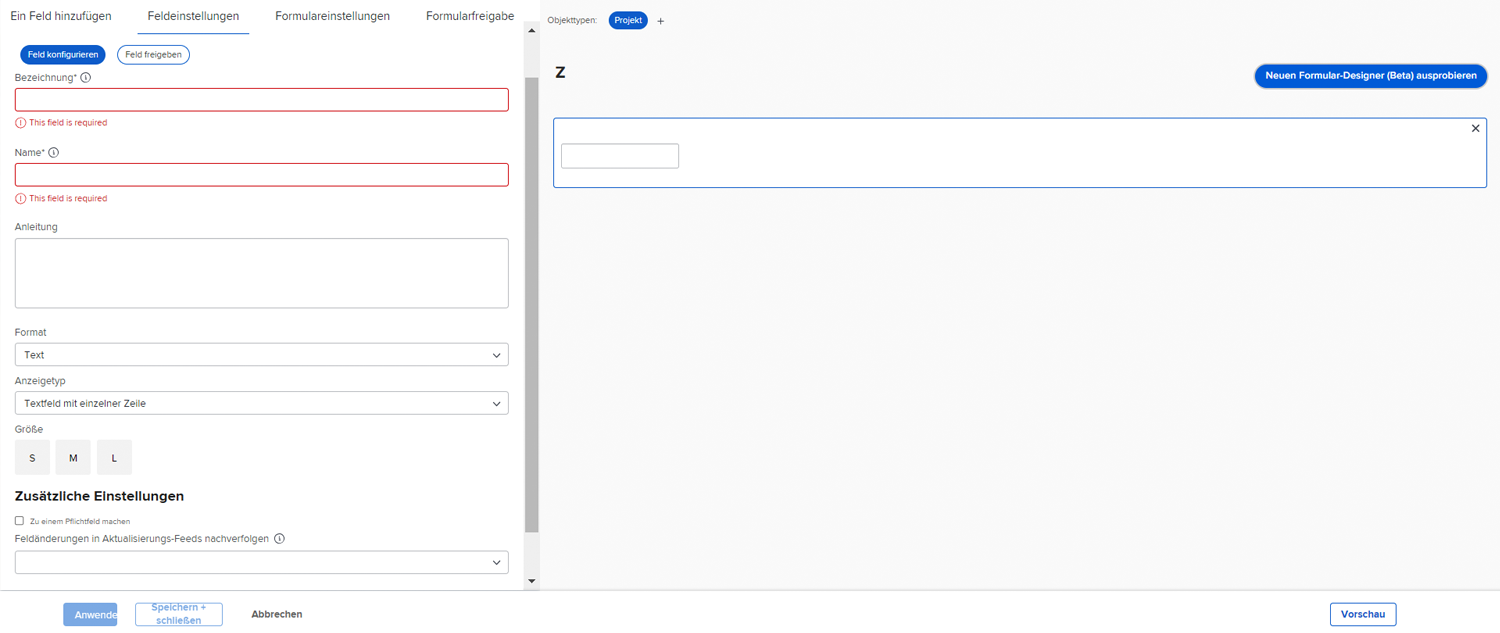 Ein Feld hinzufügen
Feldeinstellungen
Formulareinstellungen
Formularfreigabe
Feld konfigurieren
Feld freigeben
Bezeichnung*
This field is required
Name*
This field is required
Anleitung
Format
Text
Anzeigetyp
Textfeld mit einzelner Zeile
Größe
S M L
Zusätzliche Einstellungen
Zu einem Pflichtfeld machen
Feldänderungen in Aktualisierungs-Feeds nachverfolgen
Objekttypen: Projekt +
Z
Neuen Formular-Designer (Beta) ausprobieren
Anwende
Speichern +
schließen
Abbrechen
Vorschau